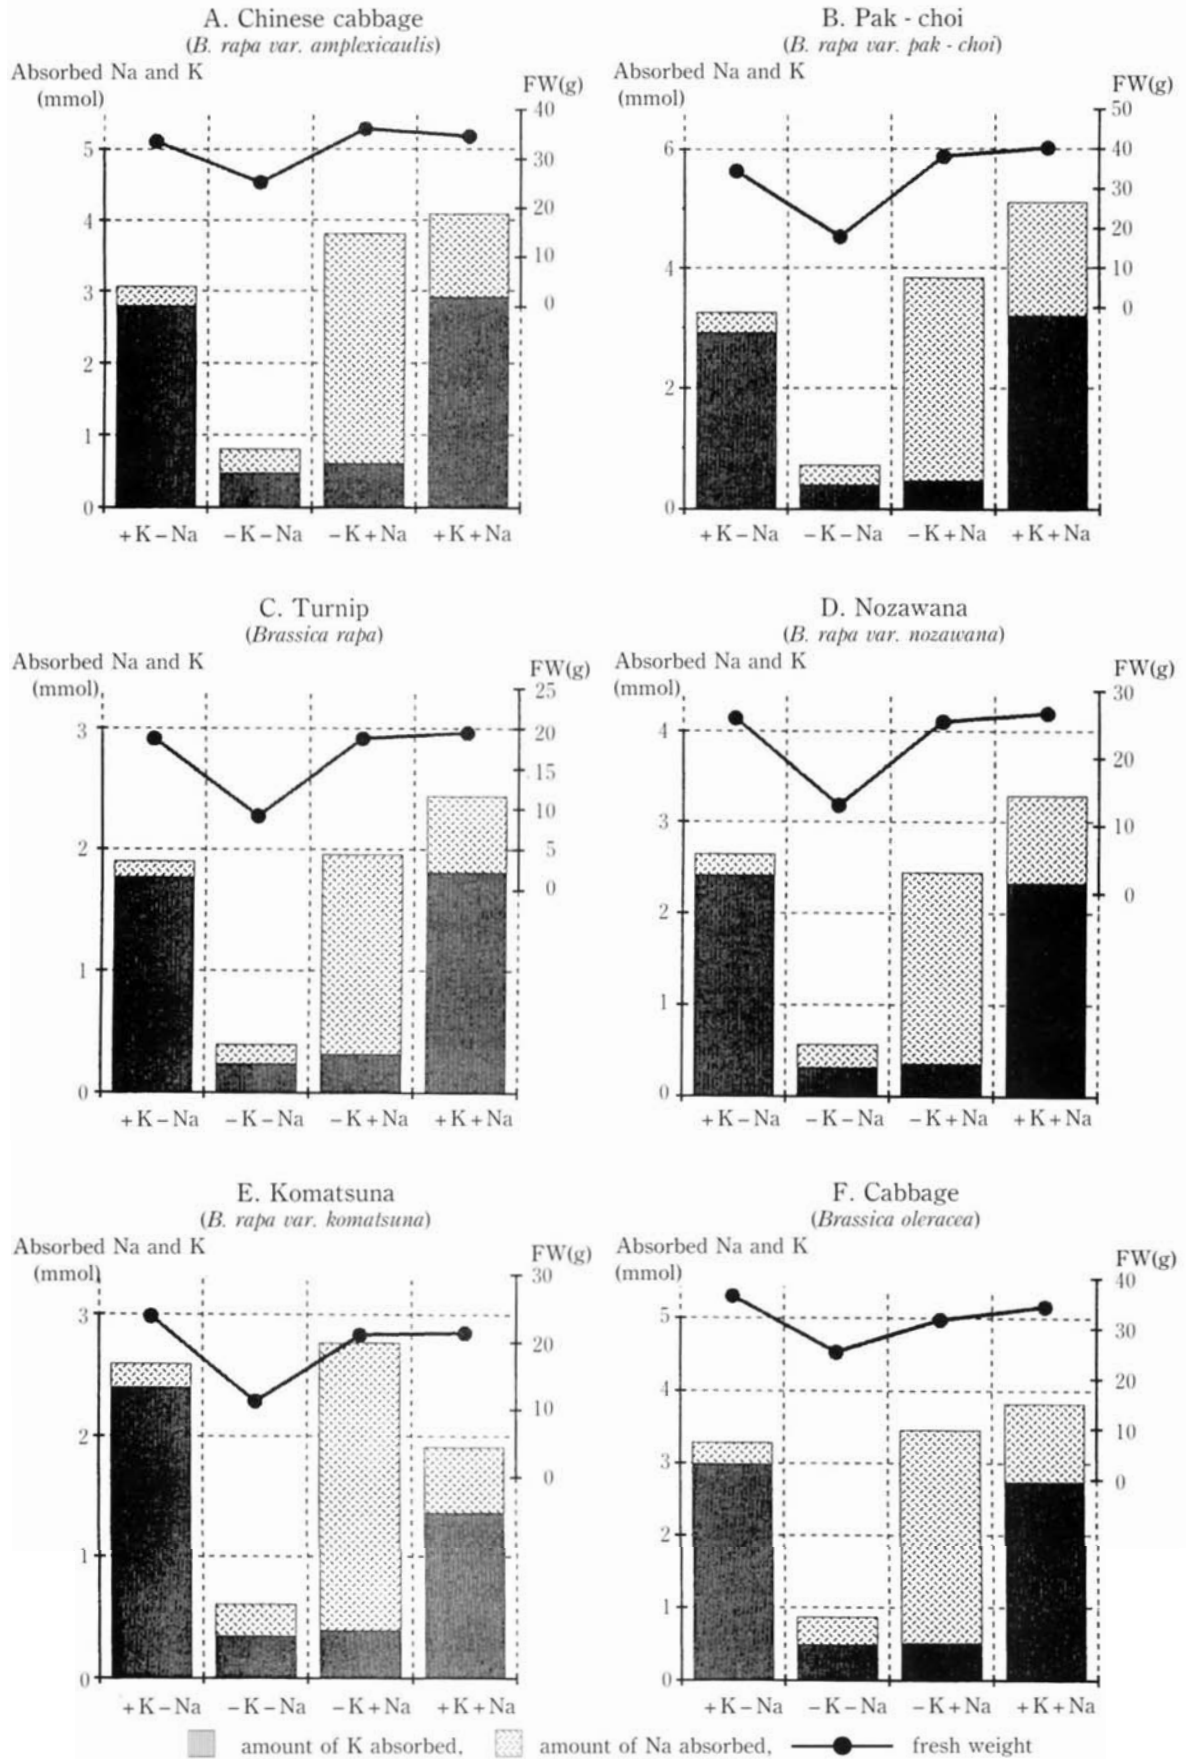 A. Chinese cabbage
(B. rapa var. amplexicaulis)
Absorbed Na and K
(mmol)
FW(g)
40
5
30
4
20
10
3
0
2
1
0
+K−Na −K−Na −K+Na +K+Na
B. Pak - choi
(B. rapa var. pak - choi)
Absorbed Na and K
(mmol)
FW(g)
50
6
40
30
20
4
10
0
2
0
+K−Na −K−Na −K+Na +K+Na
C. Turnip
(Brassica rapa)
Absorbed Na and K
(mmol)
FW(g)
25
3
20
15
10
2
5
0
1
0
+K−Na −K−Na −K+Na +K+Na
D. Nozawana
(B. rapa var. nozawana)
Absorbed Na and K
(mmol)
FW(g)
30
4
20
3
10
2
0
1
0
+K−Na −K−Na −K+Na +K+Na
E. Komatsuna
(B. rapa var. komatsuna)
Absorbed Na and K
(mmol)
FW(g)
30
3
20
10
2
0
1
0
+K−Na −K−Na −K+Na +K+Na
F. Cabbage
(Brassica oleracea)
Absorbed Na and K
(mmol)
FW(g)
40
5
30
4
20
10
3
0
2
1
0
+K−Na −K−Na −K+Na +K+Na
amount of K absorbed, amount of Na absorbed, fresh weight